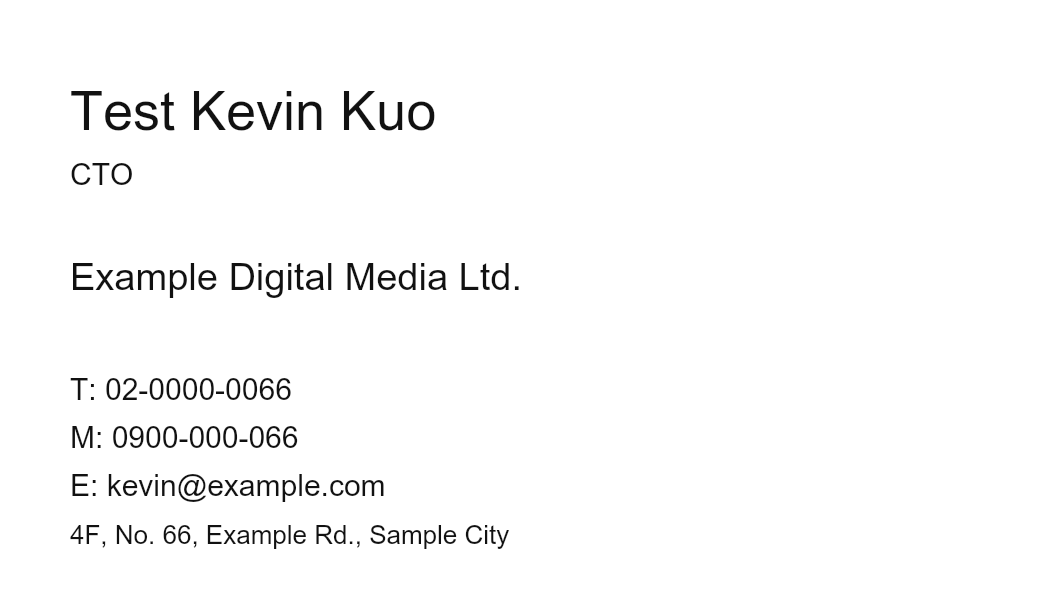 Test Kevin Kuo
CTO
Example Digital Media Ltd.
T: 02-0000-0066
M: 0900-000-066
E: kevin@example.com
4F, No. 66, Example Rd., Sample City